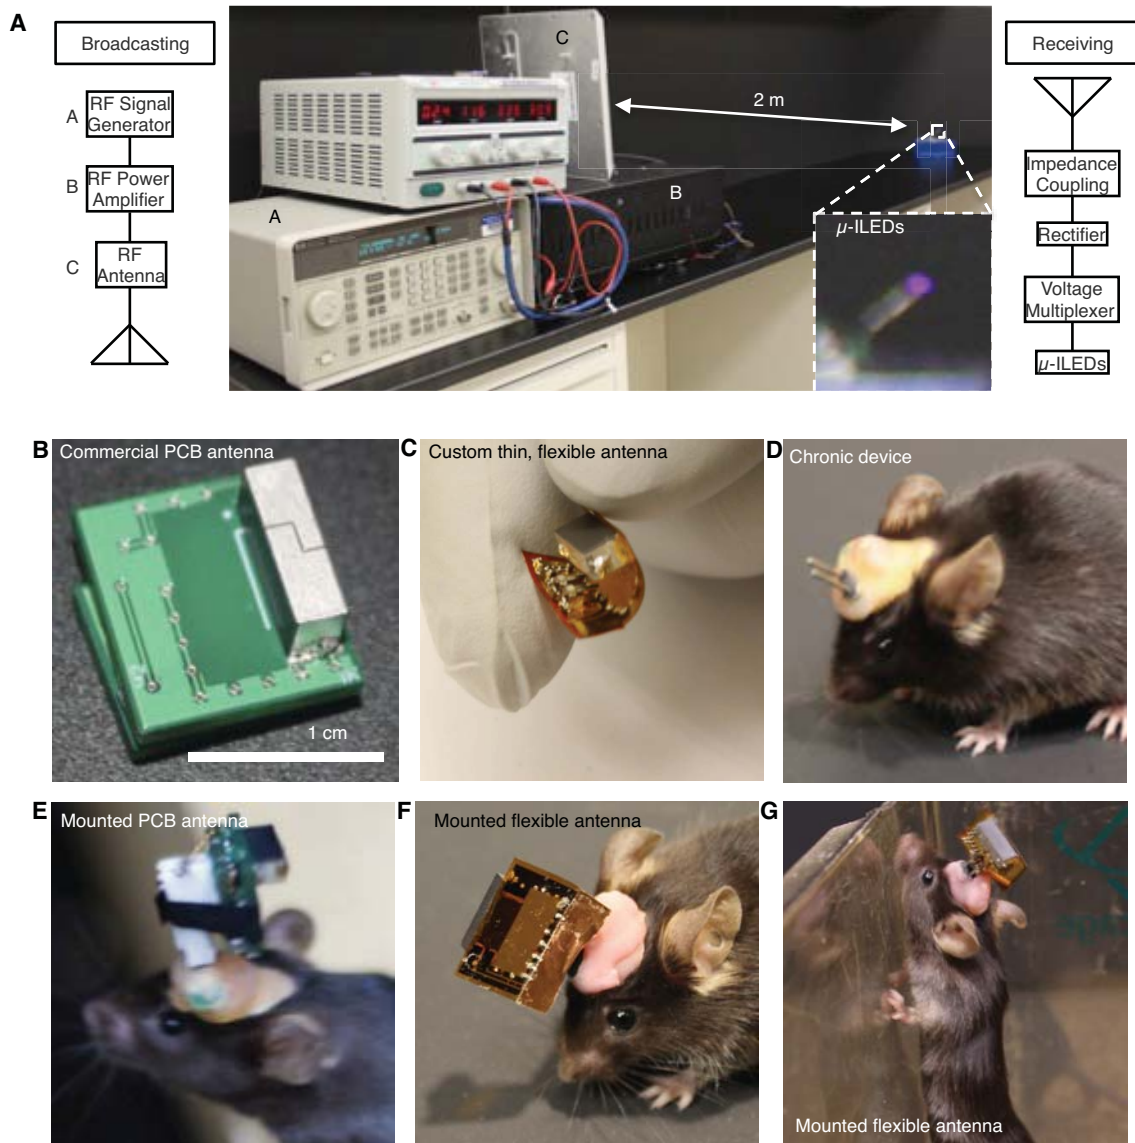 A
Broadcasting
A
RF Signal
Generator
B
RF Power
Amplifier
C
RF
Antenna
C
2 m
A
B
µ-ILEDs
Receiving
Impedance
Coupling
Rectifier
Voltage
Multiplexer
µ-ILEDs
B
Commercial PCB antenna
1 cm
C
Custom thin, flexible antenna
D
Chronic device
E
Mounted PCB antenna
F
Mounted flexible antenna
G
Mounted flexible antenna